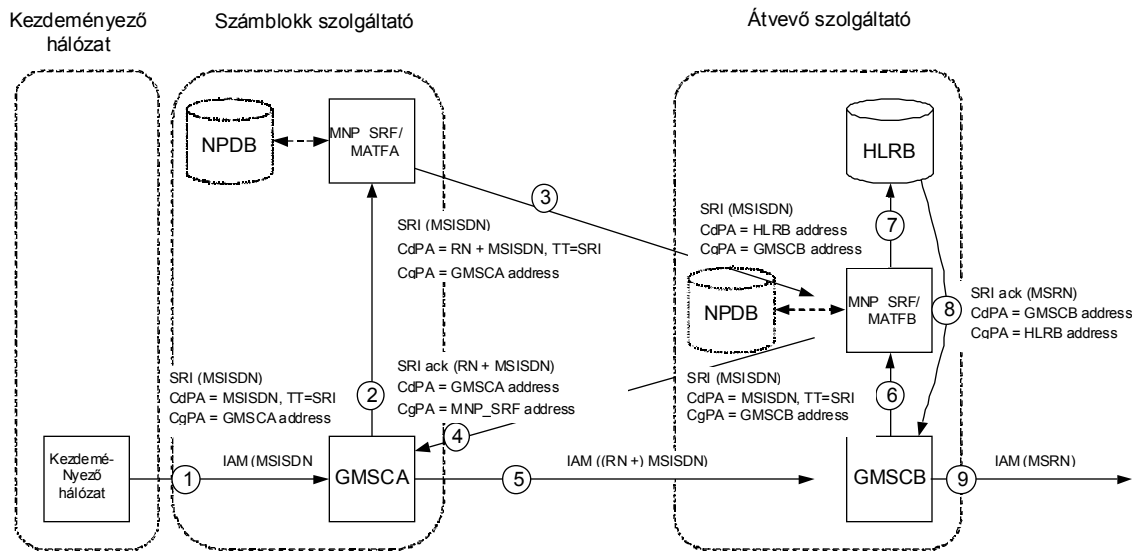 Kezdeményező
hálózat
Számblokk szolgáltató
Átvevő szolgáltató
NPDB
MNP SRF/
MATFA
HLRB
3
SRI (MSISDN)
CdPA = RN + MSISDN, TT=SRI
CgPA = GMSCA address
SRI (MSISDN)
CdPA = HLRB address
CgPA = GMSCB address
7
NPDB
MNP SRF/
MATFB
8
SRI ack (MSRN)
CdPA = GMSCB address
CgPA = HLRB address
SRI (MSISDN)
CdPA = MSISDN, TT=SRI
CgPA = GMSCA address
2
SRI ack (RN + MSISDN)
CdPA = GMSCA address
CgPA = MNP_SRF address
4
SRI (MSISDN)
CdPA = MSISDN, TT=SRI
CgPA = GMSCB address
6
Kezdemé-
Nyező
hálózat
1
IAM (MSISDN
GMSCA
5
IAM ((RN +) MSISDN)
GMSCB
9
IAM (MSRN)